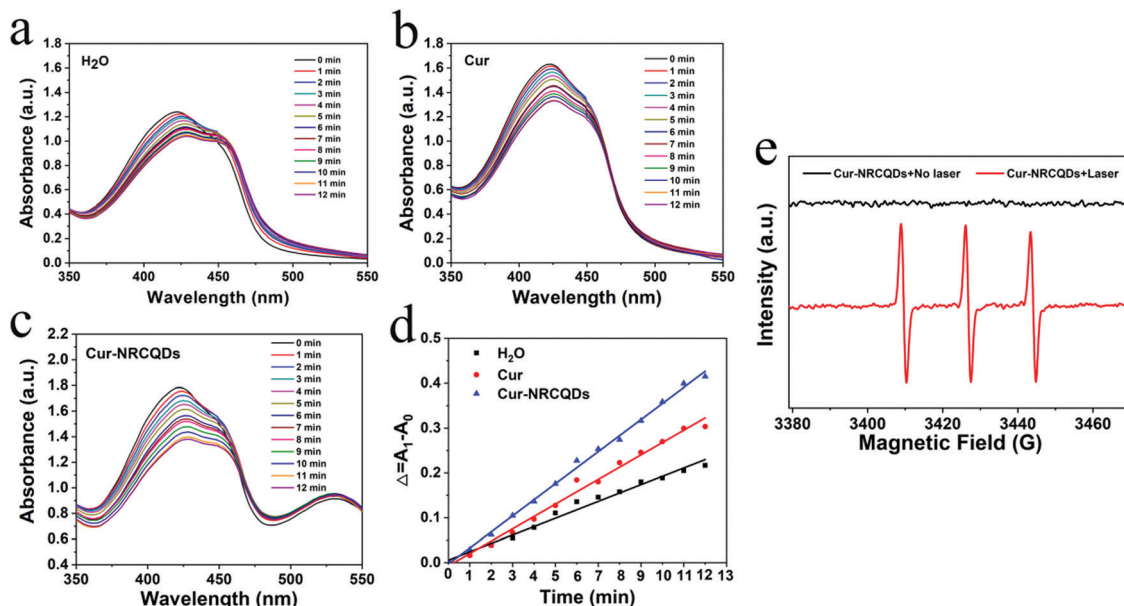 a
H₂O
0 min
1 min
2 min
3 min
4 min
5 min
6 min
7 min
8 min
9 min
10 min
11 min
12 min
1.8
1.6
1.4
1.2
1.0
0.8
0.6
0.4
0.2
0.0
Absorbance (a.u.)
350 400 450 500 550
Wavelength (nm)
b
Cur
0 min
1 min
2 min
3 min
4 min
5 min
6 min
7 min
8 min
9 min
10 min
11 min
12 min
1.8
1.6
1.4
1.2
1.0
0.8
0.6
0.4
0.2
0.0
Absorbance (a.u.)
350 400 450 500 550
Wavelength (nm)
c
Cur-NRCQDs
0 min
1 min
2 min
3 min
4 min
5 min
6 min
7 min
8 min
9 min
10 min
11 min
12 min
2.2
2.0
1.8
1.6
1.4
1.2
1.0
0.8
0.6
0.4
Absorbance (a.u.)
350 400 450 500 550
Wavelength (nm)
d
H₂O
Cur
Cur-NRCQDs
0.5
0.4
0.3
0.2
0.1
0.0
△=A₁-A₀
0 1 2 3 4 5 6 7 8 9 10 11 12 13
Time (min)
e
Cur-NRCQDs+No laser
Cur-NRCQDs+Laser
Intensity (a.u.)
3380 3400 3420 3440 3460
Magnetic Field (G)